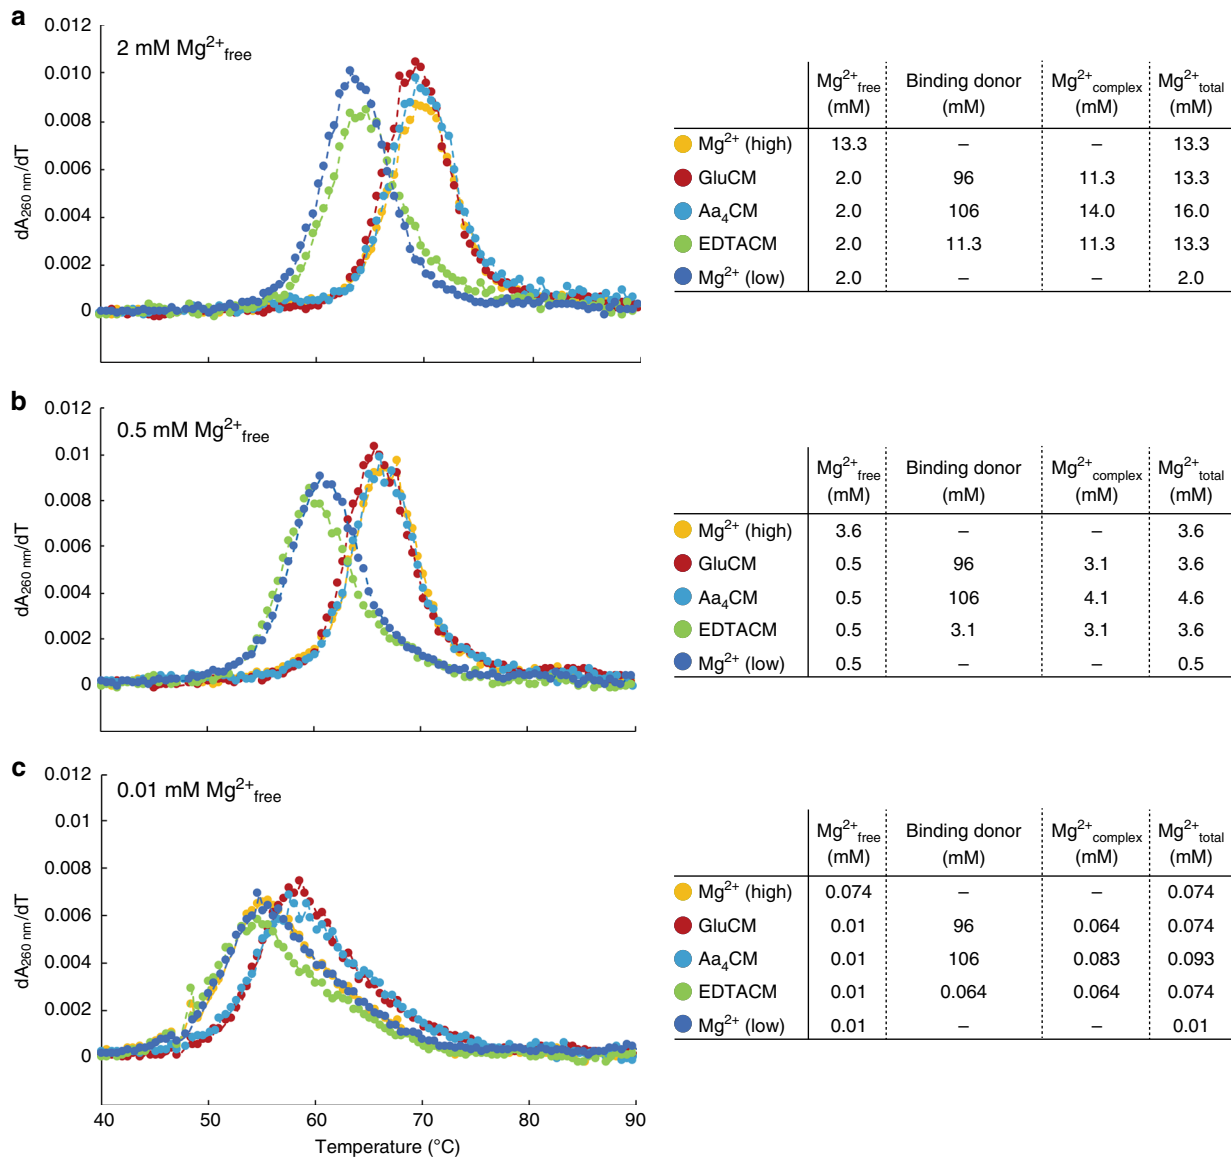 a
2 mM Mg²⁺free
0.012
0.010
0.008
0.006
0.004
0.002
0
dA260 nm/dT
Mg²⁺free (mM) Binding donor (mM) Mg²⁺complex (mM) Mg²⁺total (mM)
Mg²⁺ (high) 13.3 – – 13.3
GluCM 2.0 96 11.3 13.3
Aa₄CM 2.0 106 14.0 16.0
EDTACM 2.0 11.3 11.3 13.3
Mg²⁺ (low) 2.0 – – 2.0
b
0.5 mM Mg²⁺free
0.012
0.01
0.008
0.006
0.004
0.002
0
dA260 nm/dT
Mg²⁺free (mM) Binding donor (mM) Mg²⁺complex (mM) Mg²⁺total (mM)
Mg²⁺ (high) 3.6 – – 3.6
GluCM 0.5 96 3.1 3.6
Aa₄CM 0.5 106 4.1 4.6
EDTACM 0.5 3.1 3.1 3.6
Mg²⁺ (low) 0.5 – – 0.5
c
0.01 mM Mg²⁺free
0.012
0.01
0.008
0.006
0.004
0.002
0
dA260 nm/dT
40 50 60 70 80 90
Temperature (°C)
Mg²⁺free (mM) Binding donor (mM) Mg²⁺complex (mM) Mg²⁺total (mM)
Mg²⁺ (high) 0.074 – – 0.074
GluCM 0.01 96 0.064 0.074
Aa₄CM 0.01 106 0.083 0.093
EDTACM 0.01 0.064 0.064 0.074
Mg²⁺ (low) 0.01 – – 0.01